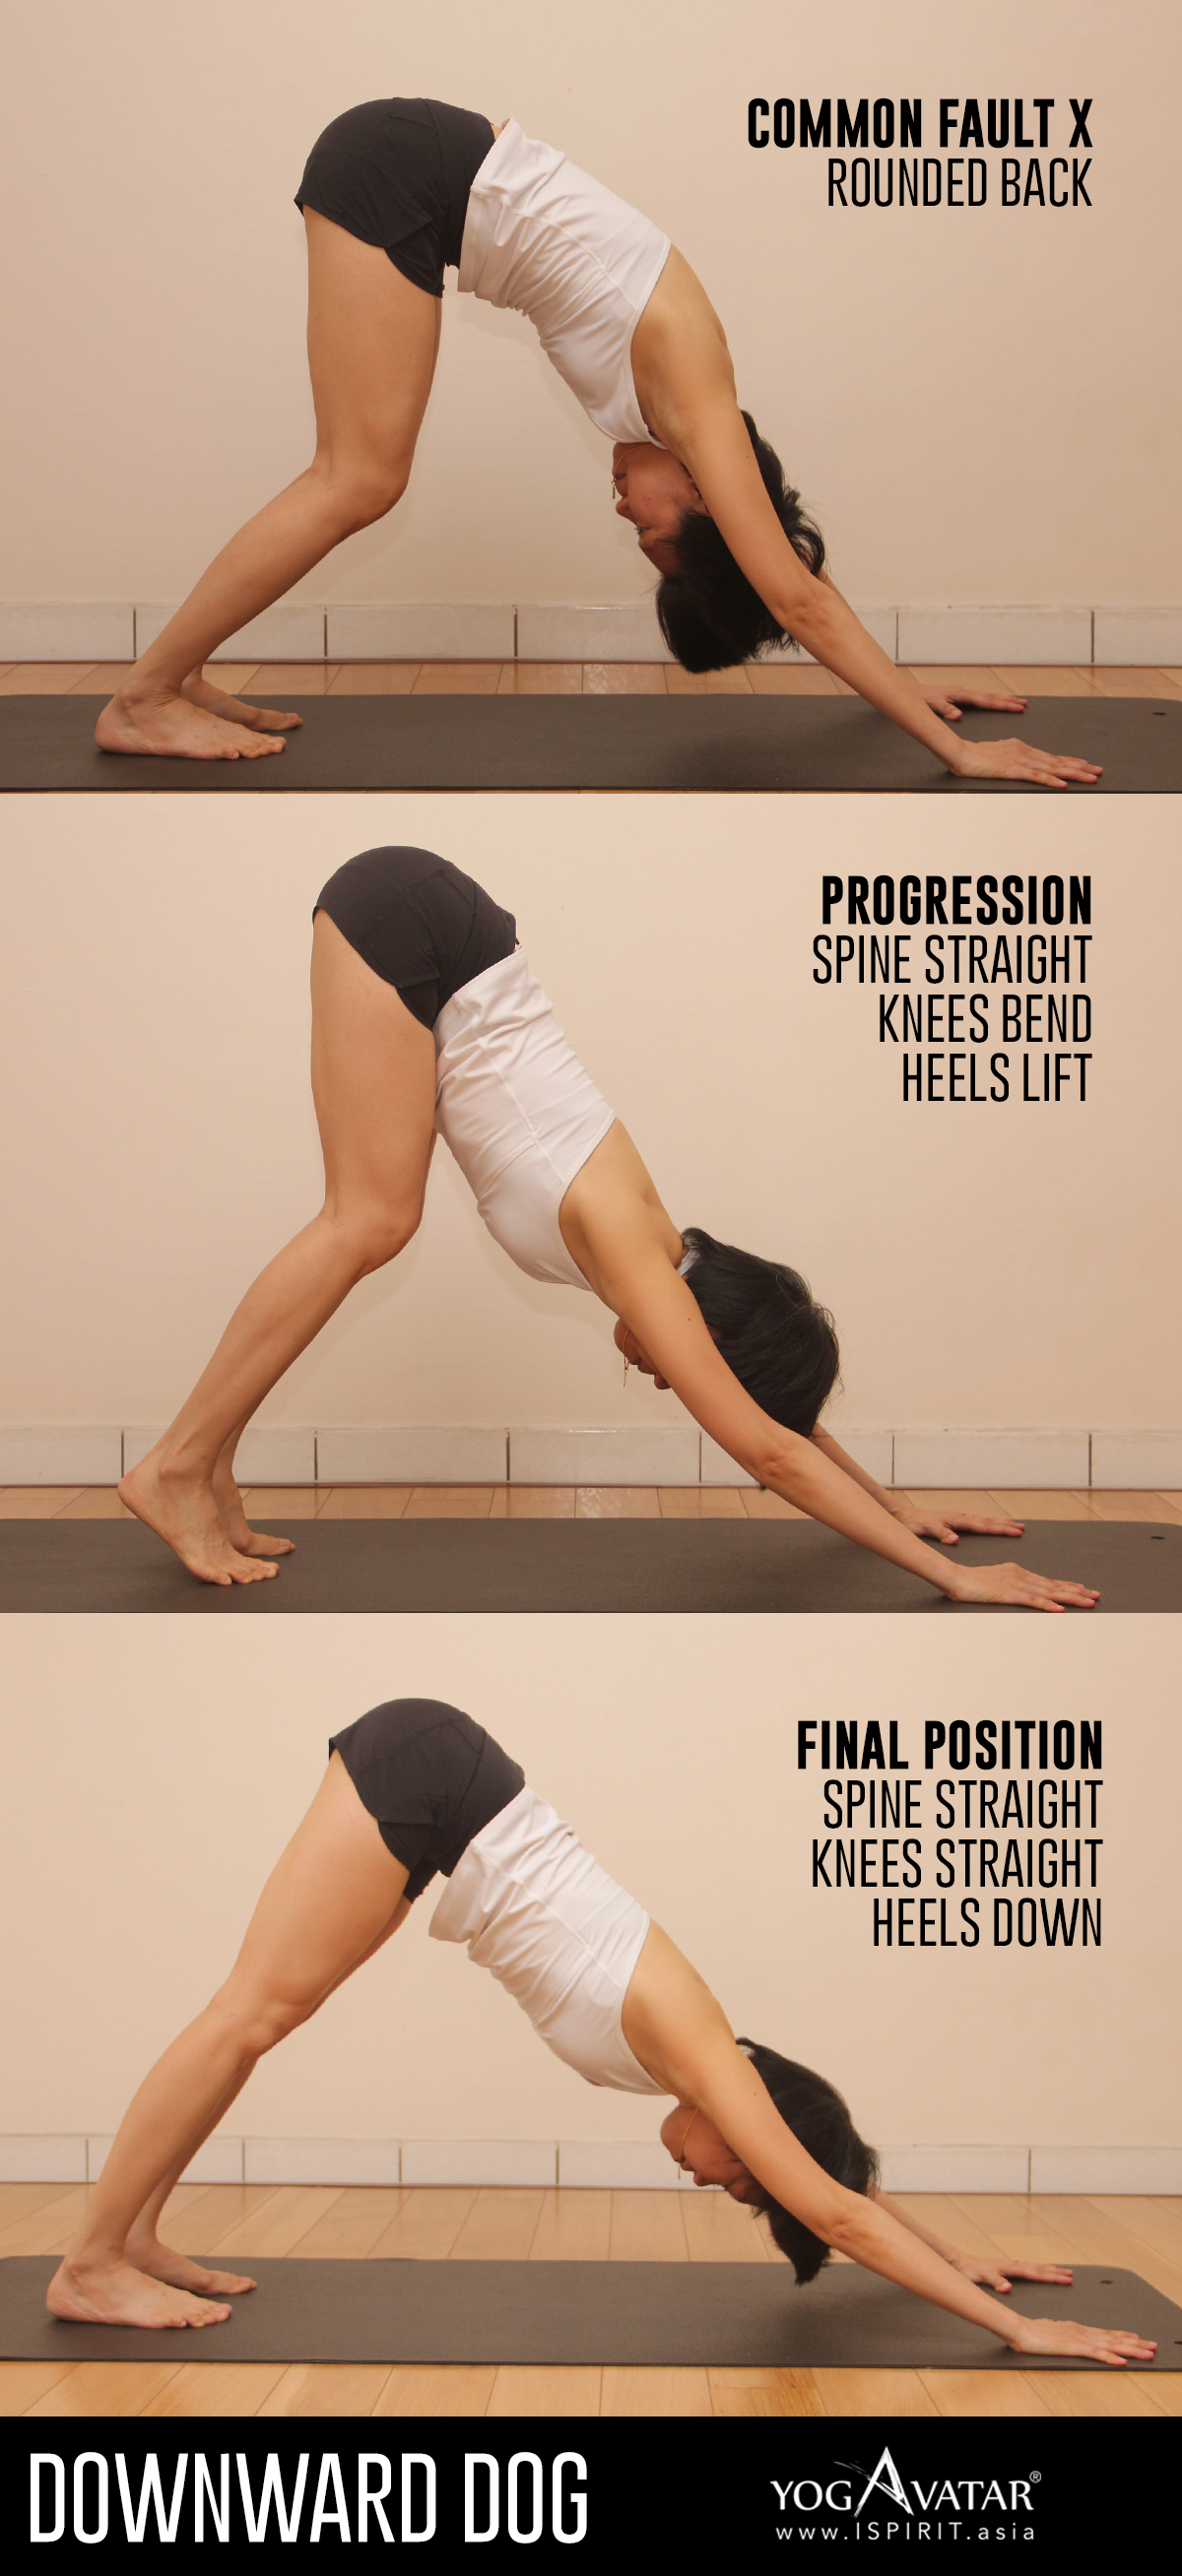 COMMON FAULT X
ROUNDED BACK
PROGRESSION
SPINE STRAIGHT
KNEES BEND
HEELS LIFT
FINAL POSITION
SPINE STRAIGHT
KNEES STRAIGHT
HEELS DOWN
DOWNWARD DOG
YOGAVATAR®
www.ISPIRIT.asia